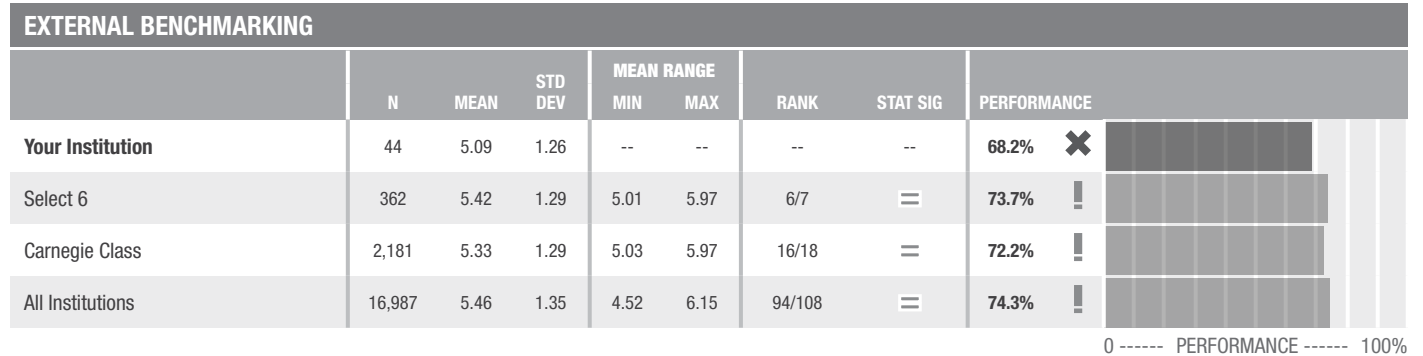 EXTERNAL BENCHMARKING
N MEAN STD DEV MEAN RANGE MIN MAX RANK STAT SIG PERFORMANCE
Your Institution 44 5.09 1.26 -- -- -- -- 68.2%
Select 6 362 5.42 1.29 5.01 5.97 6/7 = 73.7% !
Carnegie Class 2,181 5.33 1.29 5.03 5.97 16/18 = 72.2% !
All Institutions 16,987 5.46 1.35 4.52 6.15 94/108 = 74.3% !
0 ------ PERFORMANCE ------ 100%